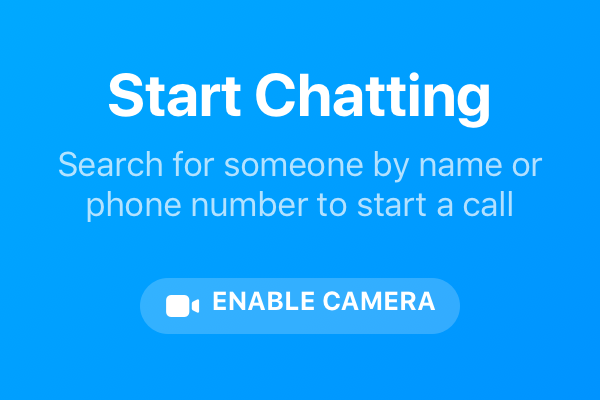 Start Chatting
Search for someone by name or
phone number to start a call
ENABLE CAMERA